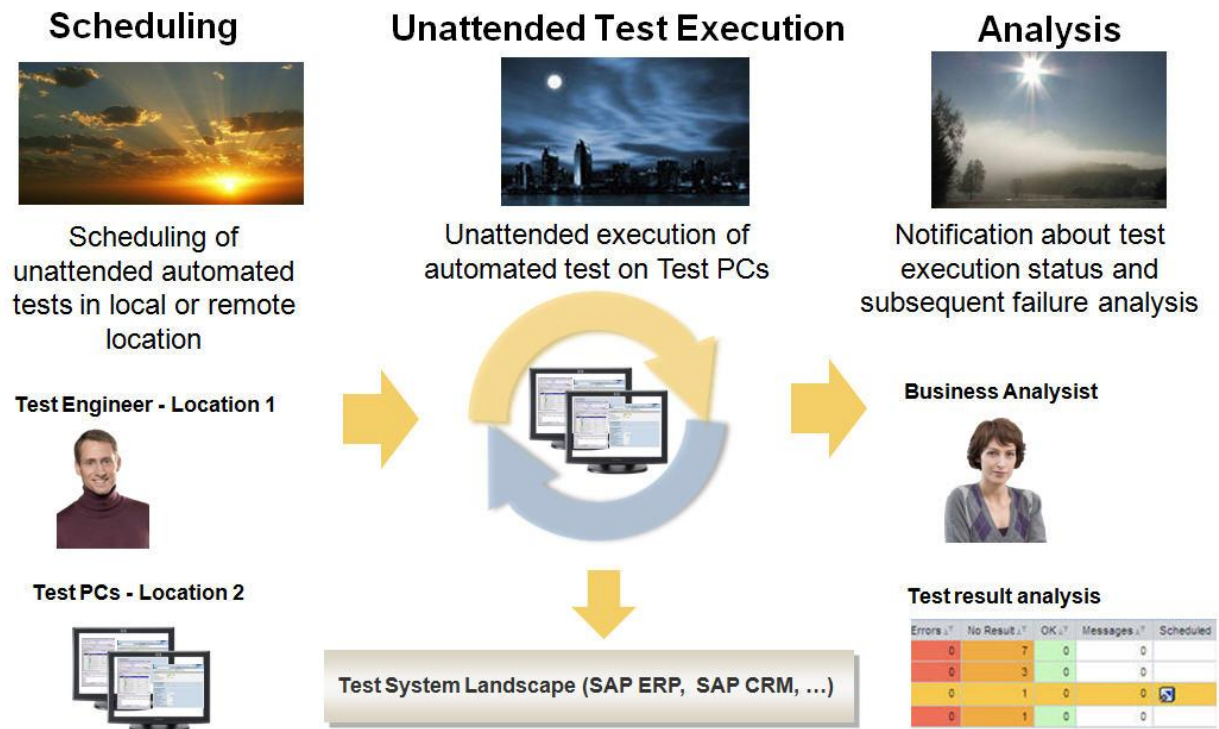 Scheduling
Unattended Test Execution
Analysis
Scheduling of
unattended automated
tests in local or remote
location
Unattended execution of
automated test on Test PCs
Notification about test
execution status and
subsequent failure analysis
Test Engineer - Location 1
Business Analysist
Test PCs - Location 2
Test System Landscape (SAP ERP, SAP CRM, ...)
Test result analysis
Errors No Result OK Messages Scheduled
0 7 0 0
0 3 0 0
0 1 0 0
0 1 0 0